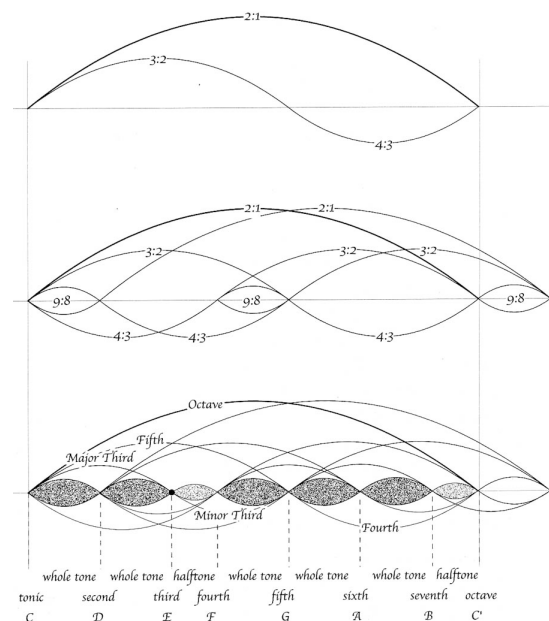 2:1
3:2
4:3
2:1 2:1
3:2 3:2 3:2
9:8 9:8 9:8
4:3 4:3 4:3
Octave
Fifth
Major Third
Minor Third
Fourth
whole tone whole tone halftone whole tone whole tone whole tone halftone
tonic second third fourth fifth sixth seventh octave
C D E F G A B C'